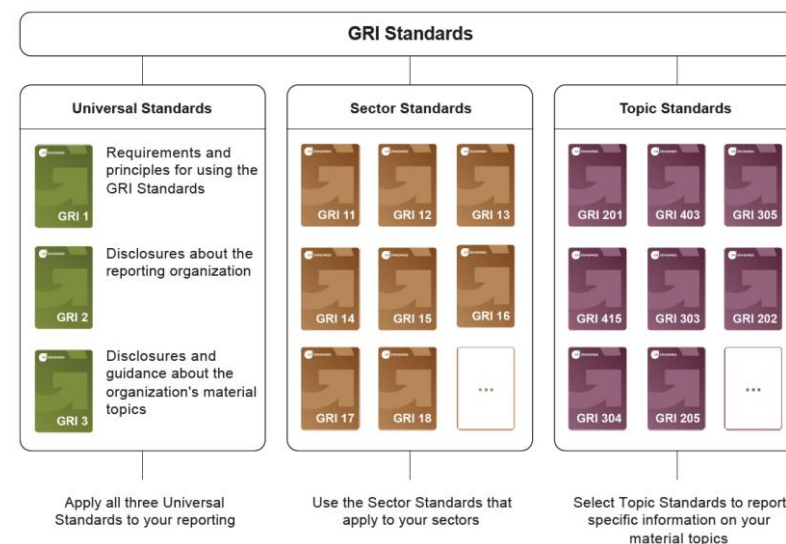 GRI Standards
Universal Standards
GRI 1
Requirements and
principles for using the
GRI Standards
GRI 2
Disclosures about the
reporting organization
GRI 3
Disclosures and
guidance about the
organization's material
topics
Apply all three Universal
Standards to your reporting
Sector Standards
GRI 11 GRI 12 GRI 13
GRI 14 GRI 15 GRI 16
GRI 17 GRI 18 ...
Use the Sector Standards that
apply to your sectors
Topic Standards
GRI 201 GRI 403 GRI 305
GRI 415 GRI 303 GRI 202
GRI 304 GRI 205 ...
Select Topic Standards to report
specific information on your
material topics